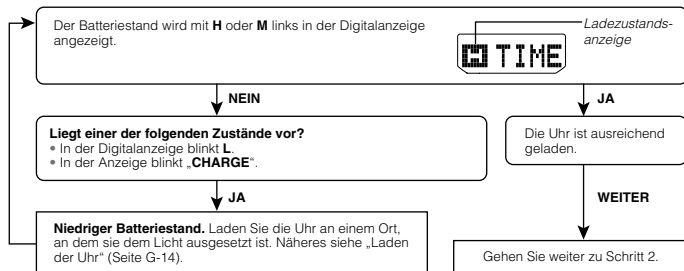 Der Batteriestand wird mit H oder M links in der Digitalanzeige
angezeigt.
Ladezustands-
anzeige
TIME
NEIN
JA
Liegt einer der folgenden Zustände vor?
• In der Digitalanzeige blinkt L.
• In der Anzeige blinkt „CHARGE“.
Die Uhr ist ausreichend
geladen.
JA
WEITER
Niedriger Batteriestand. Laden Sie die Uhr an einem Ort,
an dem sie dem Licht ausgesetzt ist. Näheres siehe „Laden
der Uhr“ (Seite G-14).
Gehen Sie weiter zu Schritt 2.